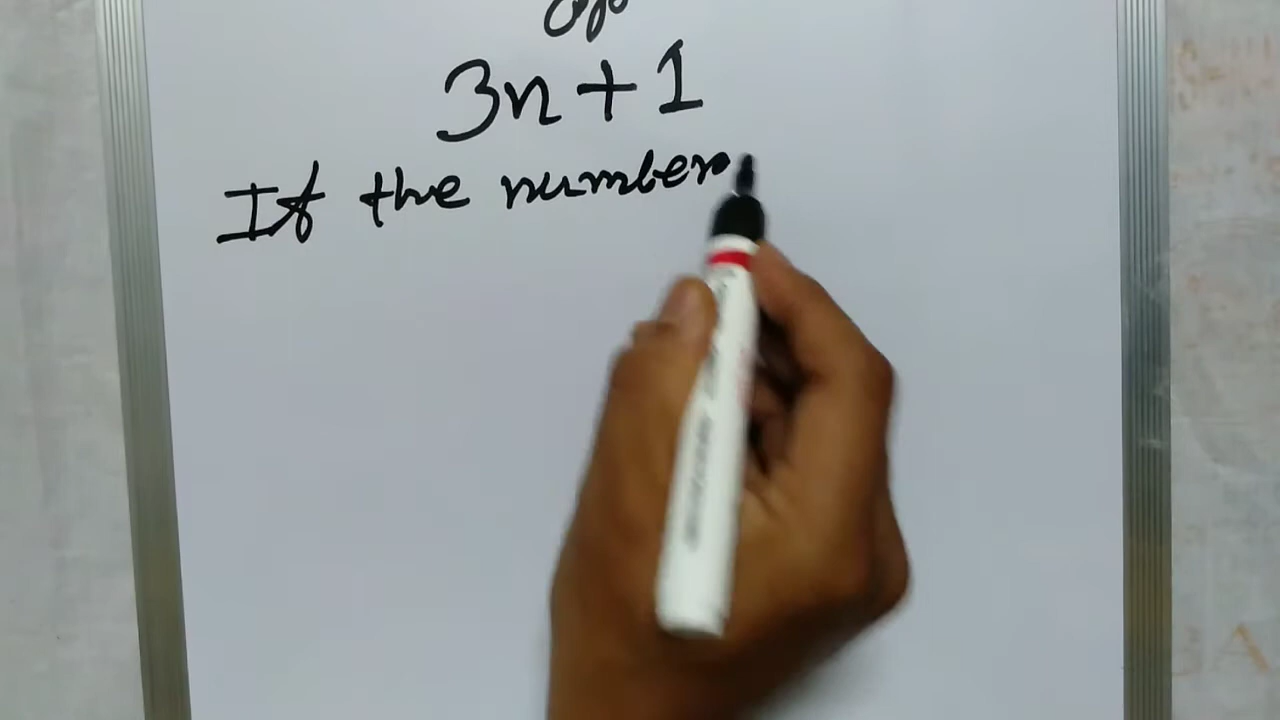 3n + 1
If the number